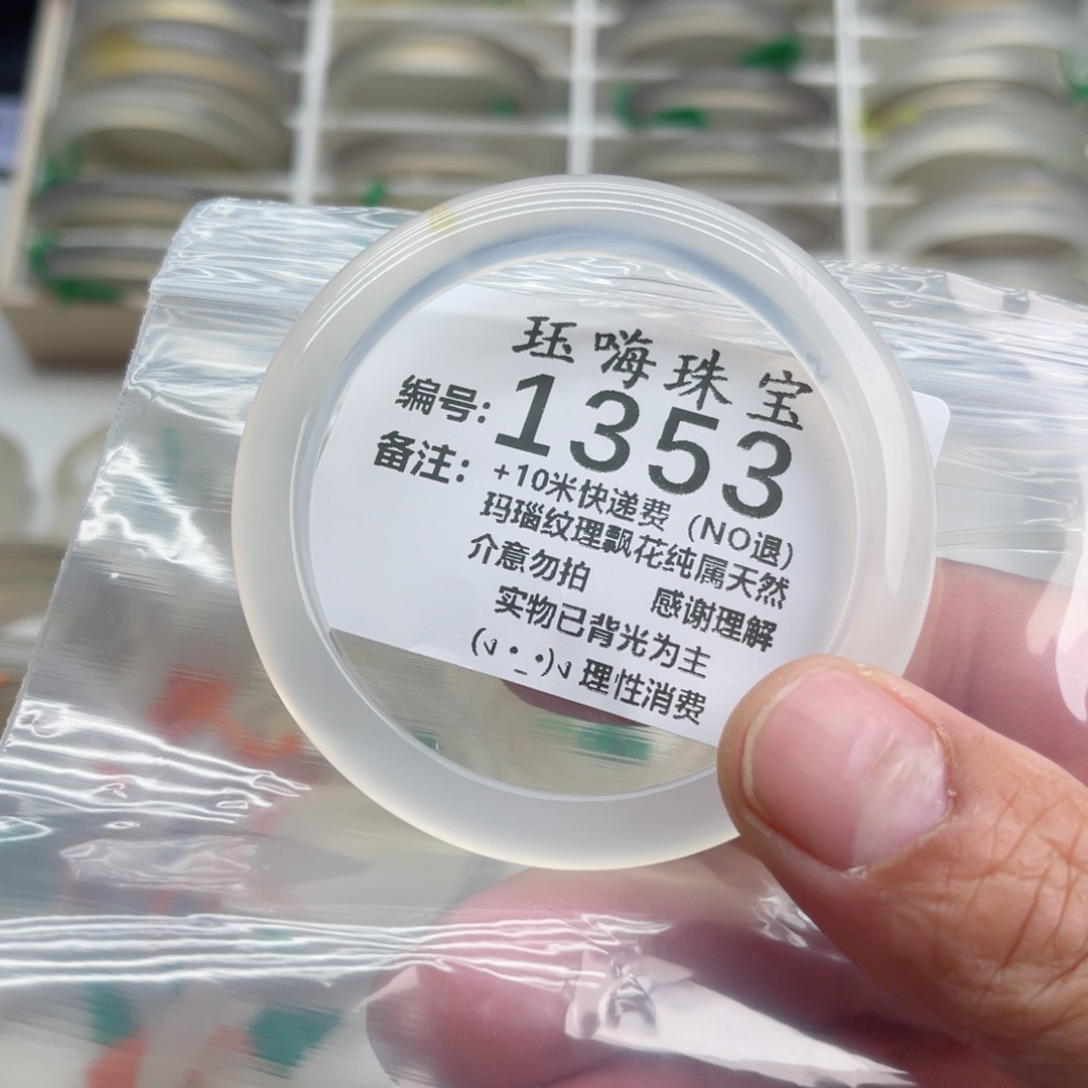 珏嗨珠宝
编号: 1353
备注: +10米快递费 (NO退)
玛瑙纹理飘花纯属天然
介意勿拍 感谢理解
实物已背光为主
(ง •_•)ง 理性消费